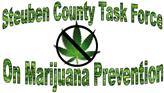 Steuben County Task Force
On Marijuana Prevention